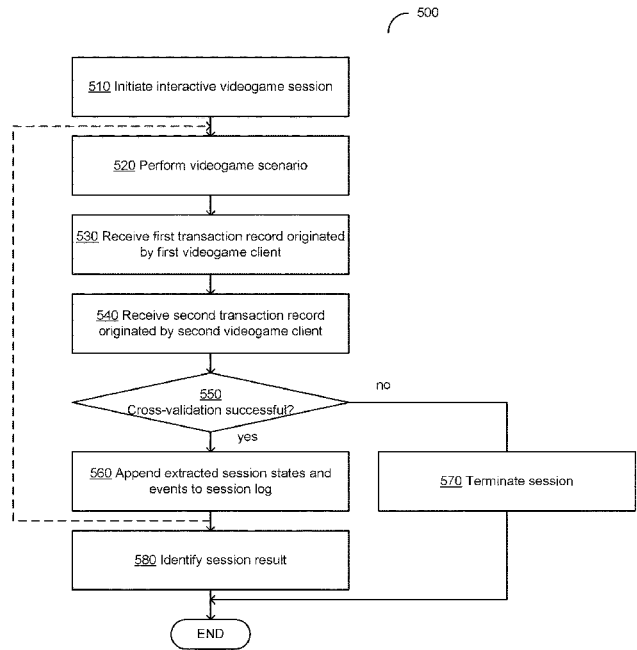 500
510 Initiate interactive videogame session
520 Perform videogame scenario
530 Receive first transaction record originated
by first videogame client
540 Receive second transaction record
originated by second videogame client
550
Cross-validation successful?
no
yes
560 Append extracted session states and
events to session log
570 Terminate session
580 Identify session result
END